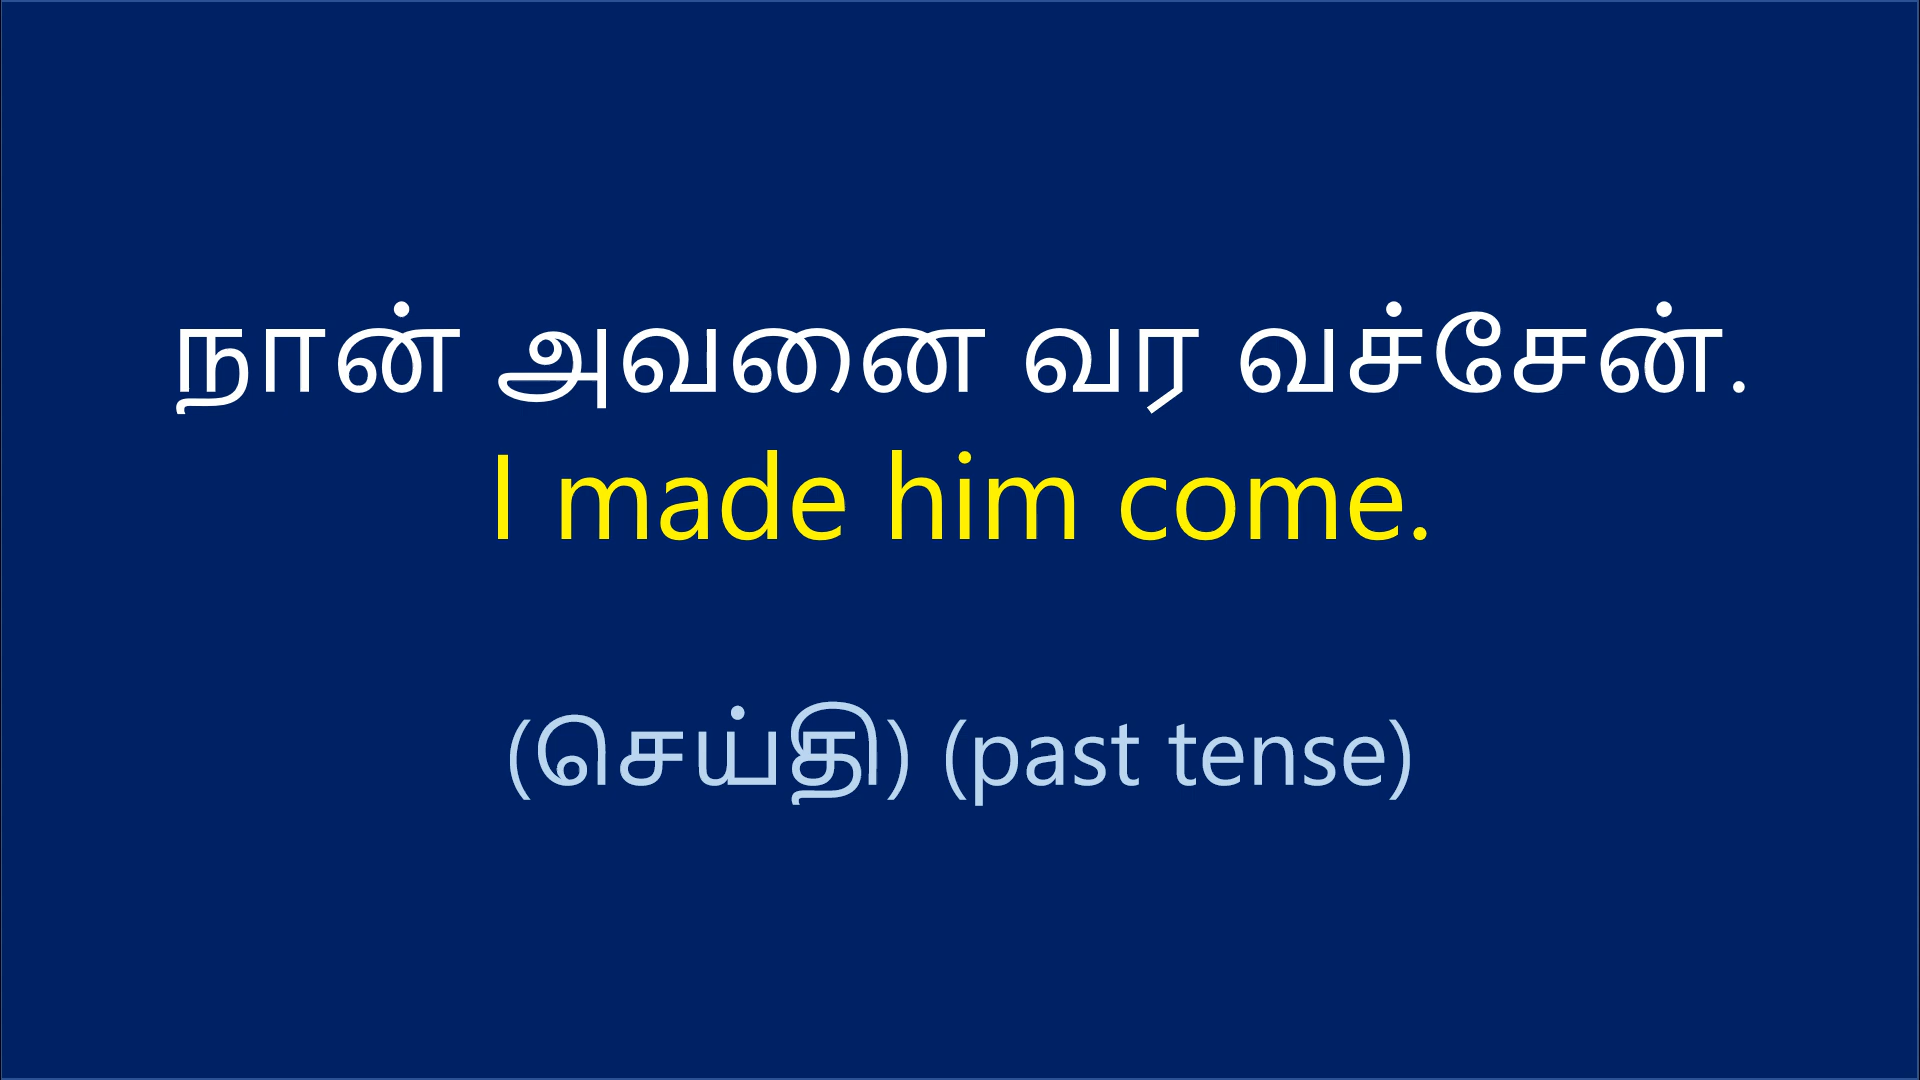 நான் அவனை வர வச்சேன்.
I made him come.
(செய்தி) (past tense)